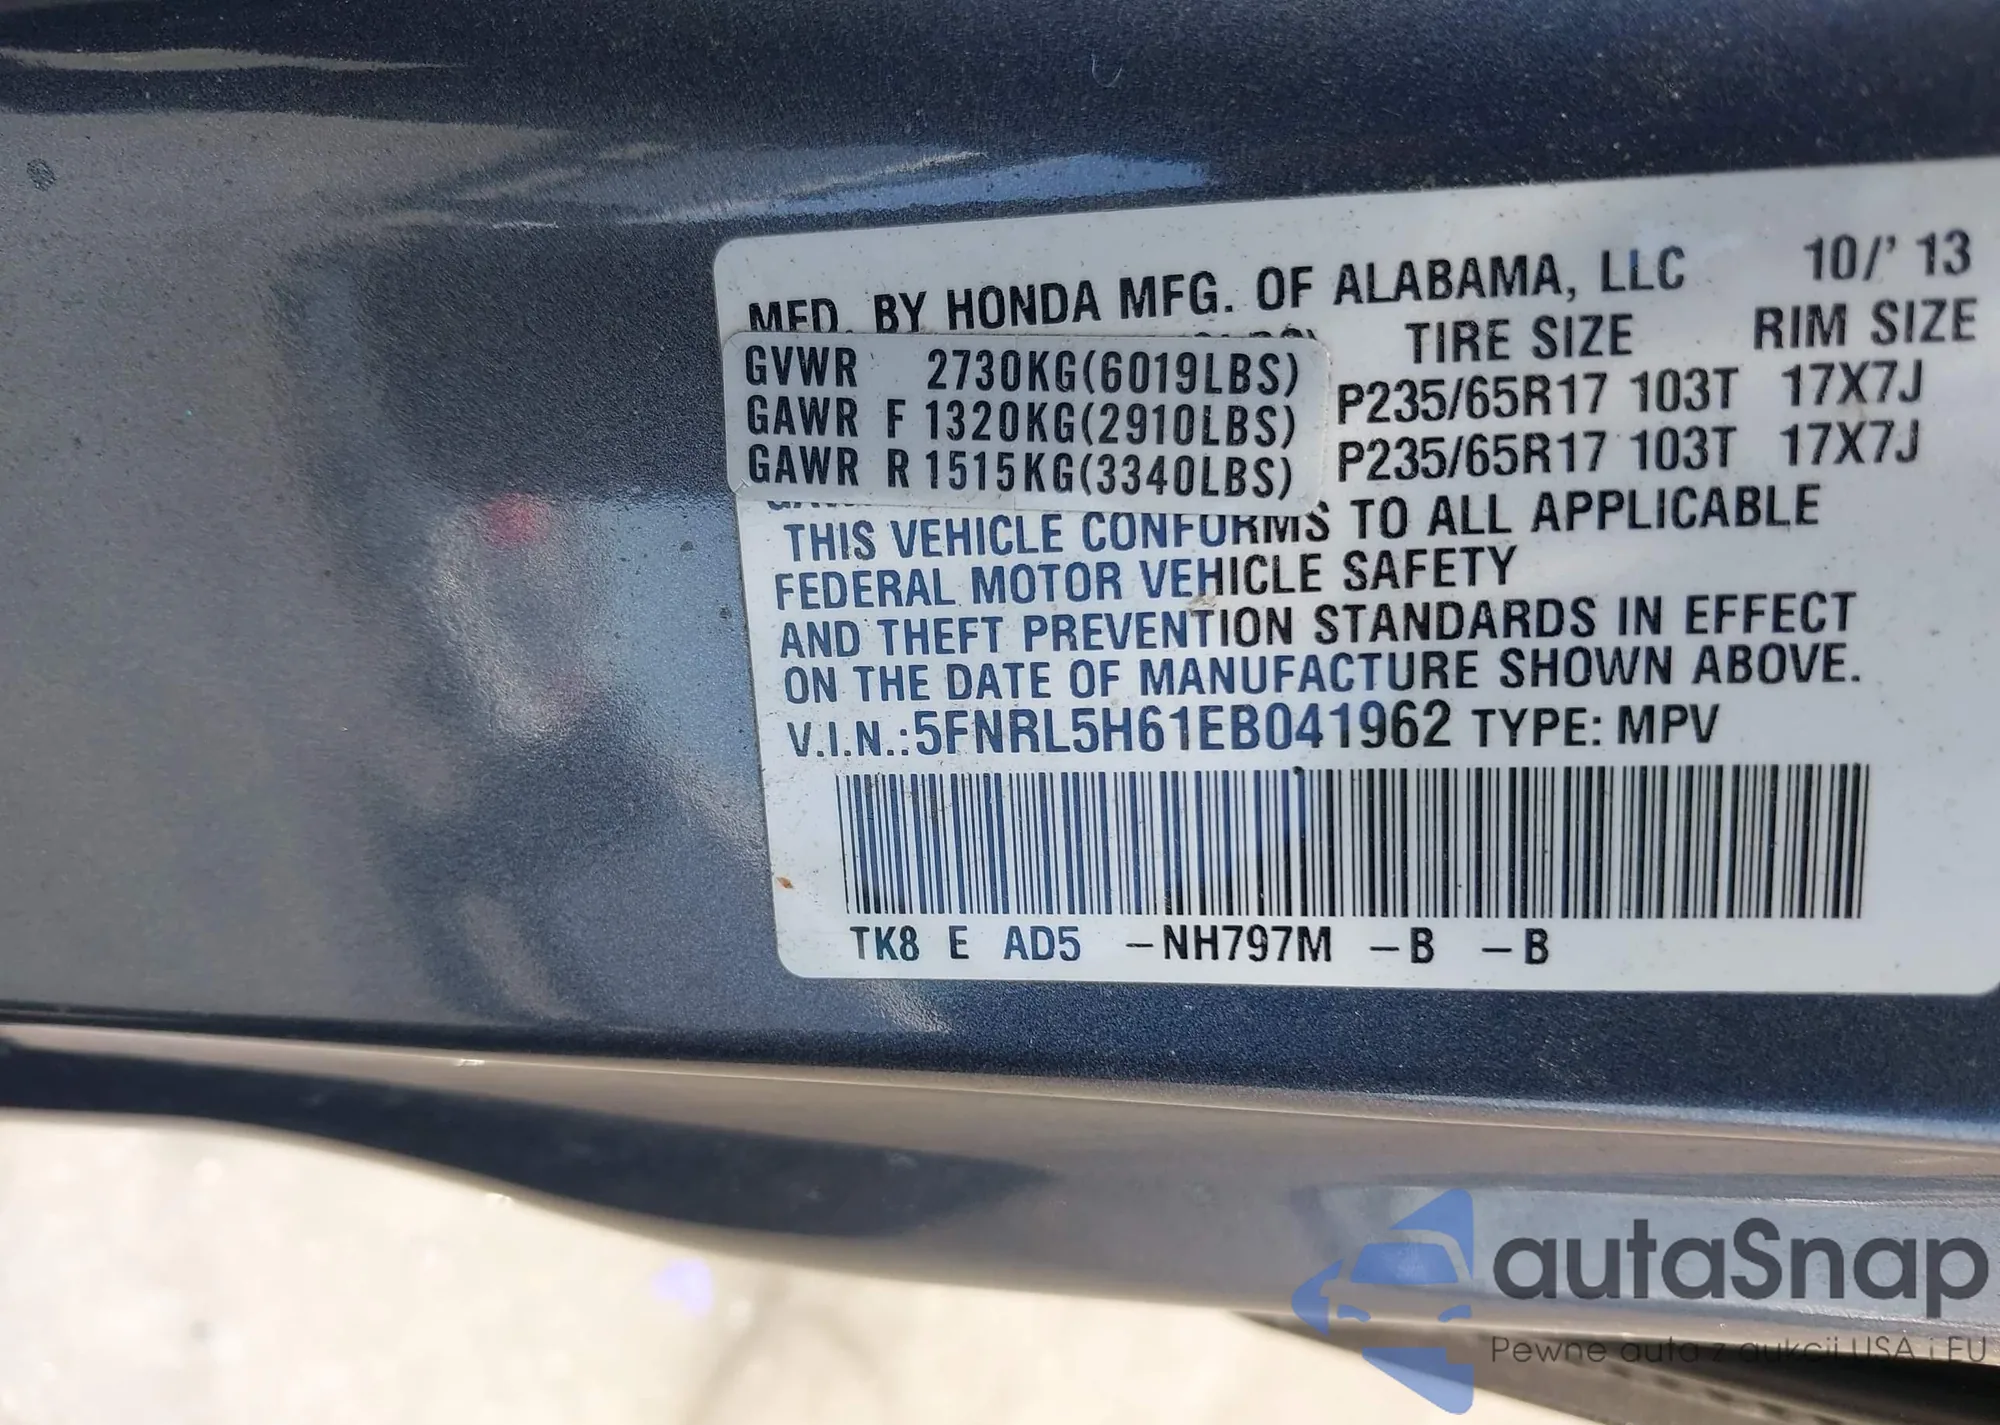 MFD. BY HONDA MFG. OF ALABAMA, LLC 10/' 13
TIRE SIZE RIM SIZE
GVWR 2730KG(6019LBS)
GAWR F 1320KG(2910LBS) P235/65R17 103T 17X7J
GAWR R 1515KG(3340LBS) P235/65R17 103T 17X7J
THIS VEHICLE CONFORMS TO ALL APPLICABLE
FEDERAL MOTOR VEHICLE SAFETY
AND THEFT PREVENTION STANDARDS IN EFFECT
ON THE DATE OF MANUFACTURE SHOWN ABOVE.
V.I.N.:5FNRL5H61EB041962 TYPE: MPV
TK8 E AD5 -NH797M -B -B
autaSnap
Pewne auta z aukcji USA i EU